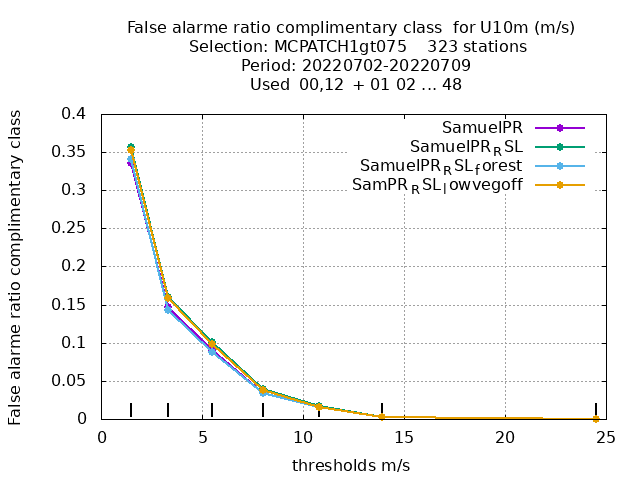 False alarme ratio complimentary class  for U10m (m/s)
Selection: MCPATCH1gt075    323 stations
Period: 20220702-20220709
Used  00,12  + 01 02 ... 48
False alarme ratio complimentary class
0.4
0.35
0.3
0.25
0.2
0.15
0.1
0.05
0
SamuelPR
SamuelPR_RSL
SamuelPR_RSL_forest
SamPR_RSL_lowvegoff
0 5 10 15 20 25
thresholds m/s